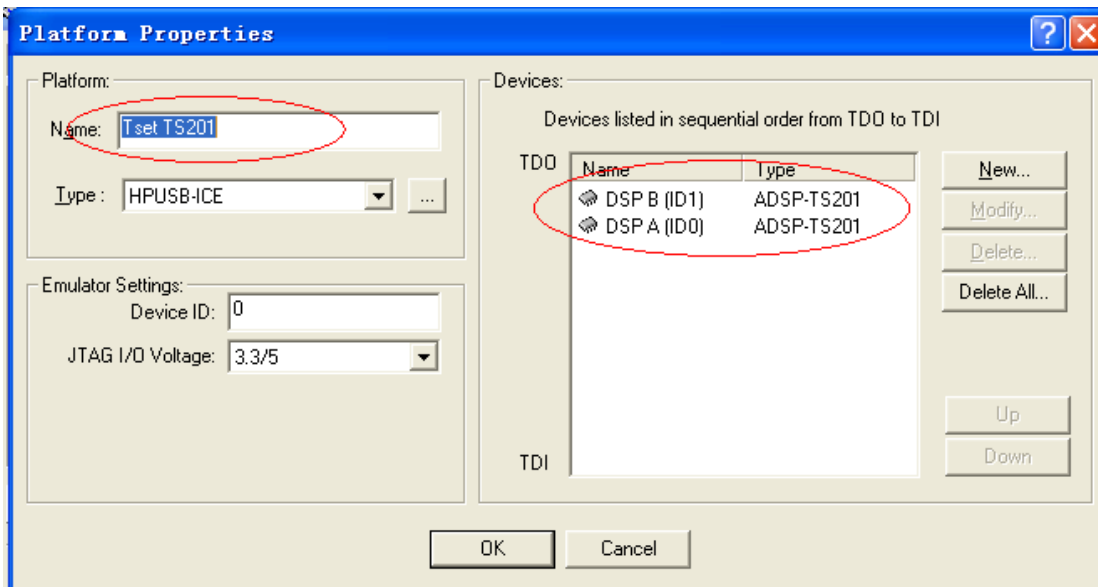 Platform Properties
Platform:
Name: Tset TS201
Type : HPUSB-ICE ...
Emulator Settings:
Device ID: 0
JTAG I/O Voltage: 3.3/5
Devices:
Devices listed in sequential order from TDO to TDI
TDO
Name Type
DSP B (ID1) ADSP-TS201
DSP A (ID0) ADSP-TS201
TDI
New...
Modify...
Delete...
Delete All...
Up
Down
OK Cancel